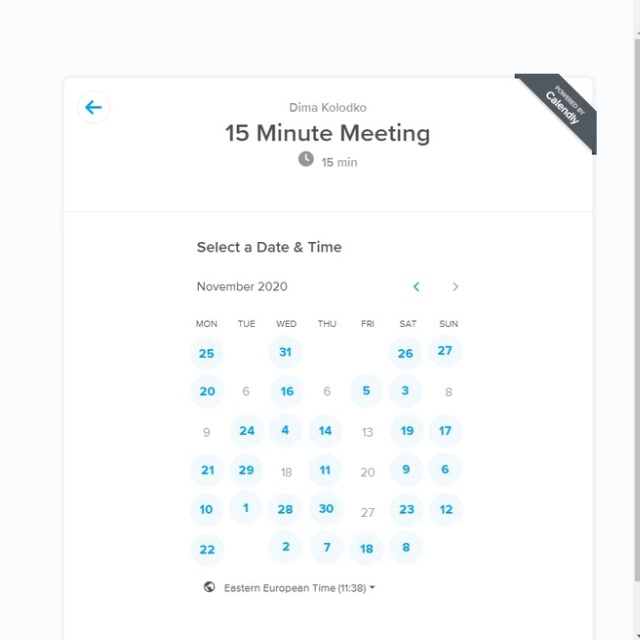 Dima Kolodko
POWERED BY
Calendly
15 Minute Meeting
15 min
Select a Date & Time
November 2020
MON TUE WED THU FRI SAT SUN
25 31 26 27
20 6 16 6 5 3 8
9 24 4 14 13 19 17
21 29 18 11 20 9 6
10 1 28 30 27 23 12
22 2 7 18 8
Eastern European Time (11:38)